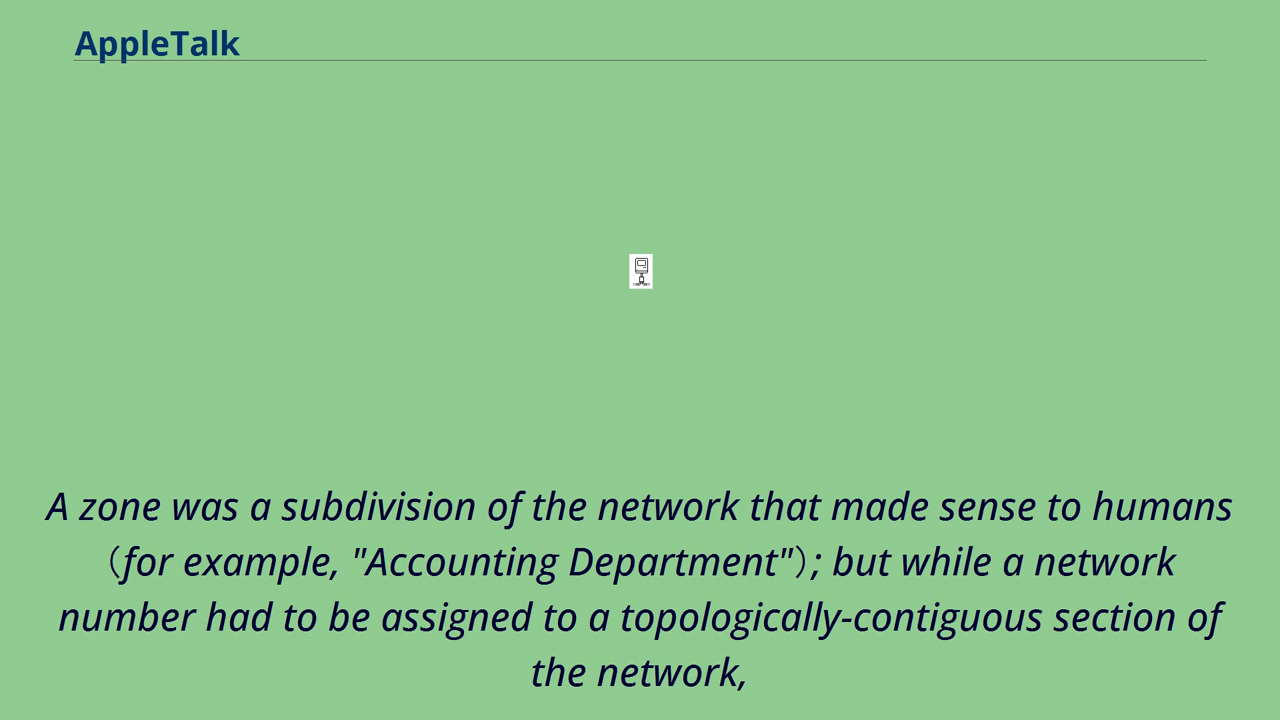 AppleTalk
A zone was a subdivision of the network that made sense to humans
（for example, "Accounting Department"）; but while a network
number had to be assigned to a topologically-contiguous section of
the network,